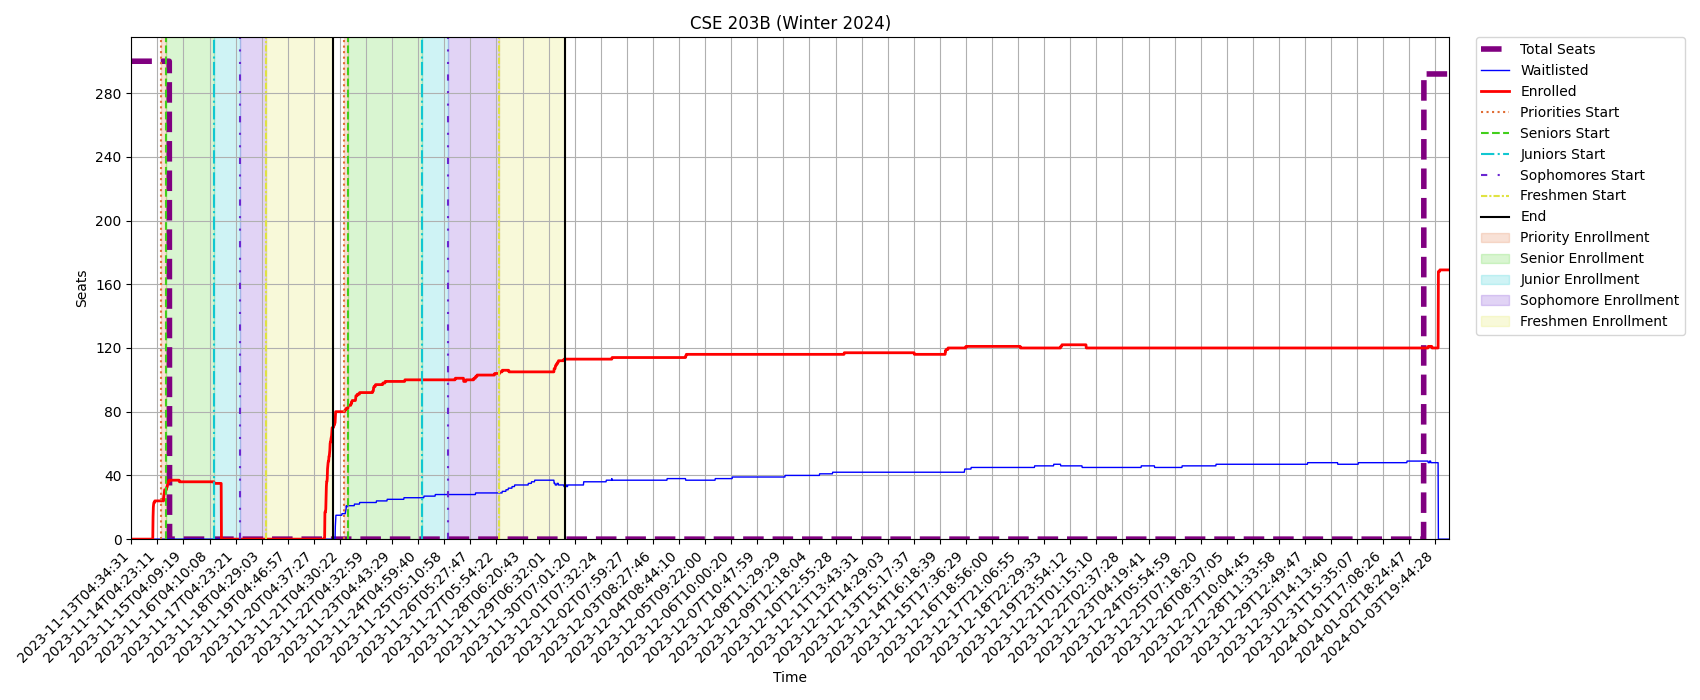 CSE 203B (Winter 2024)
Seats
280
240
200
160
120
80
40
0
2023-11-13T04:34:31
2023-11-14T04:23:11
2023-11-15T04:09:19
2023-11-16T04:10:08
2023-11-17T04:23:21
2023-11-18T04:29:03
2023-11-19T04:46:57
2023-11-20T04:37:27
2023-11-21T04:30:22
2023-11-22T04:32:59
2023-11-23T04:43:29
2023-11-24T04:59:40
2023-11-25T05:10:58
2023-11-26T05:27:47
2023-11-27T05:54:22
2023-11-28T06:20:43
2023-11-29T06:32:01
2023-11-30T07:01:20
2023-12-01T07:32:24
2023-12-02T07:59:27
2023-12-03T08:27:46
2023-12-04T08:44:10
2023-12-05T09:22:00
2023-12-06T10:00:20
2023-12-07T10:47:59
2023-12-08T11:29:29
2023-12-09T12:18:04
2023-12-10T12:55:28
2023-12-11T13:43:31
2023-12-12T14:29:03
2023-12-13T15:17:37
2023-12-14T16:18:39
2023-12-15T17:36:29
2023-12-16T18:56:00
2023-12-17T21:06:55
2023-12-18T22:29:33
2023-12-19T23:54:12
2023-12-21T01:15:10
2023-12-22T02:37:28
2023-12-23T04:19:41
2023-12-24T05:54:59
2023-12-25T07:18:20
2023-12-26T08:37:05
2023-12-27T10:04:45
2023-12-28T11:33:58
2023-12-29T12:49:47
2023-12-30T14:13:40
2023-12-31T15:35:07
2024-01-01T17:08:26
2024-01-02T18:24:47
2024-01-03T19:44:28
Time
Total Seats
Waitlisted
Enrolled
Priorities Start
Seniors Start
Juniors Start
Sophomores Start
Freshmen Start
End
Priority Enrollment
Senior Enrollment
Junior Enrollment
Sophomore Enrollment
Freshmen Enrollment